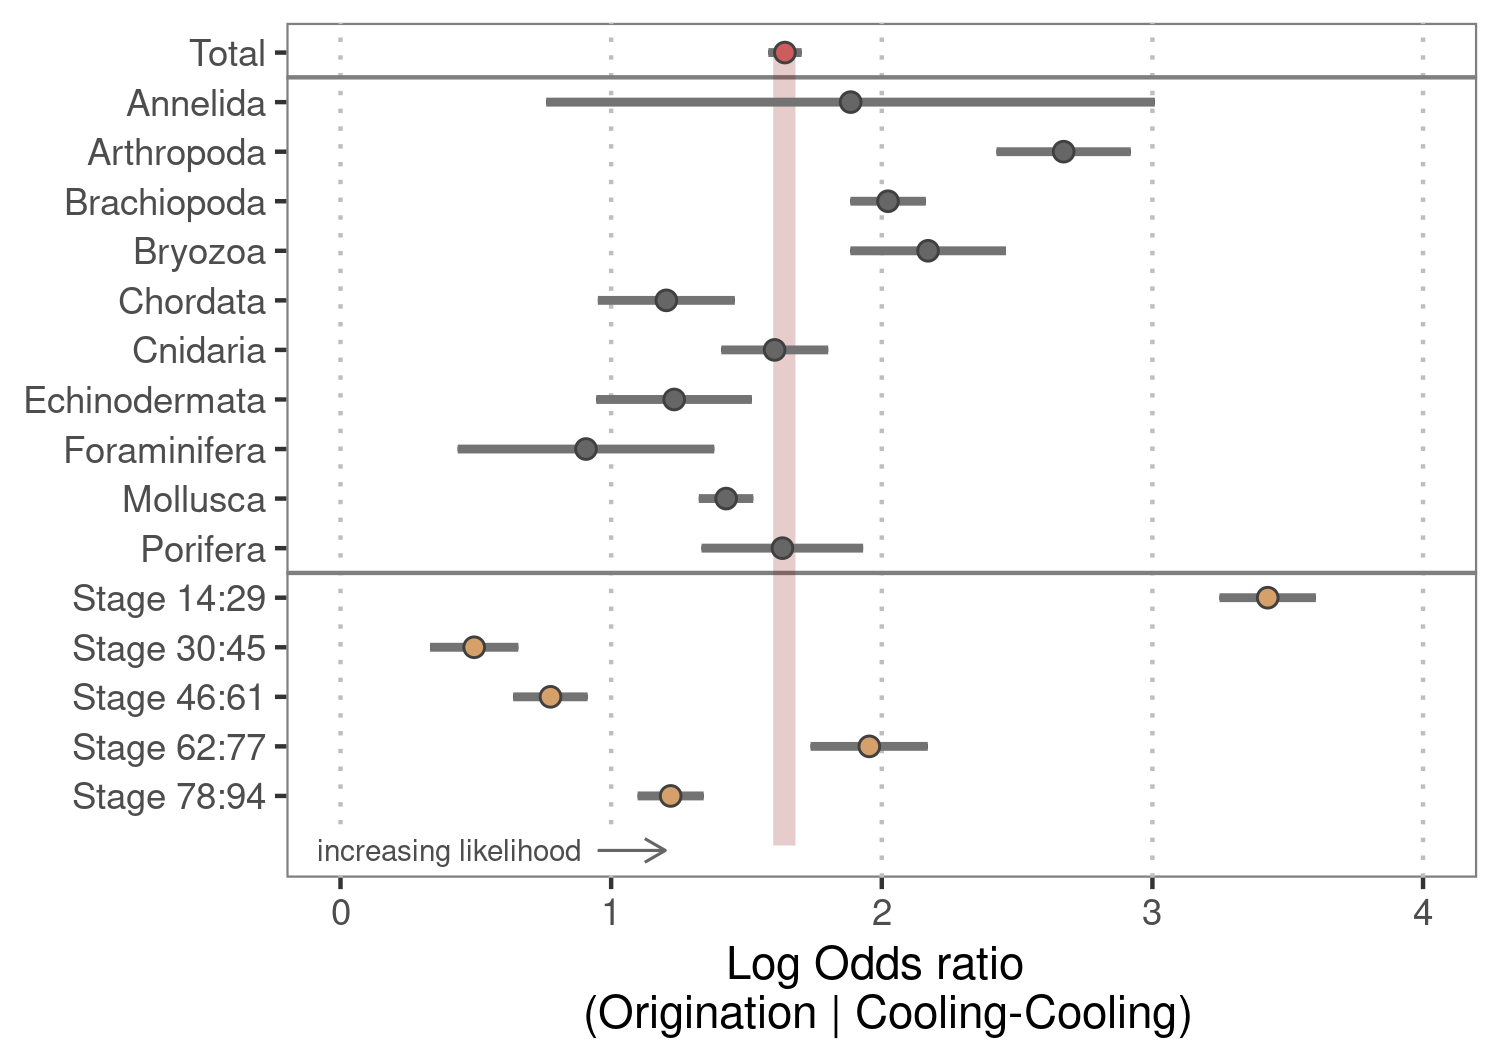 Total
Annelida
Arthropoda
Brachiopoda
Bryozoa
Chordata
Cnidaria
Echinodermata
Foraminifera
Mollusca
Porifera
Stage 14:29
Stage 30:45
Stage 46:61
Stage 62:77
Stage 78:94
increasing likelihood
0 1 2 3 4
Log Odds ratio
(Origination | Cooling-Cooling)